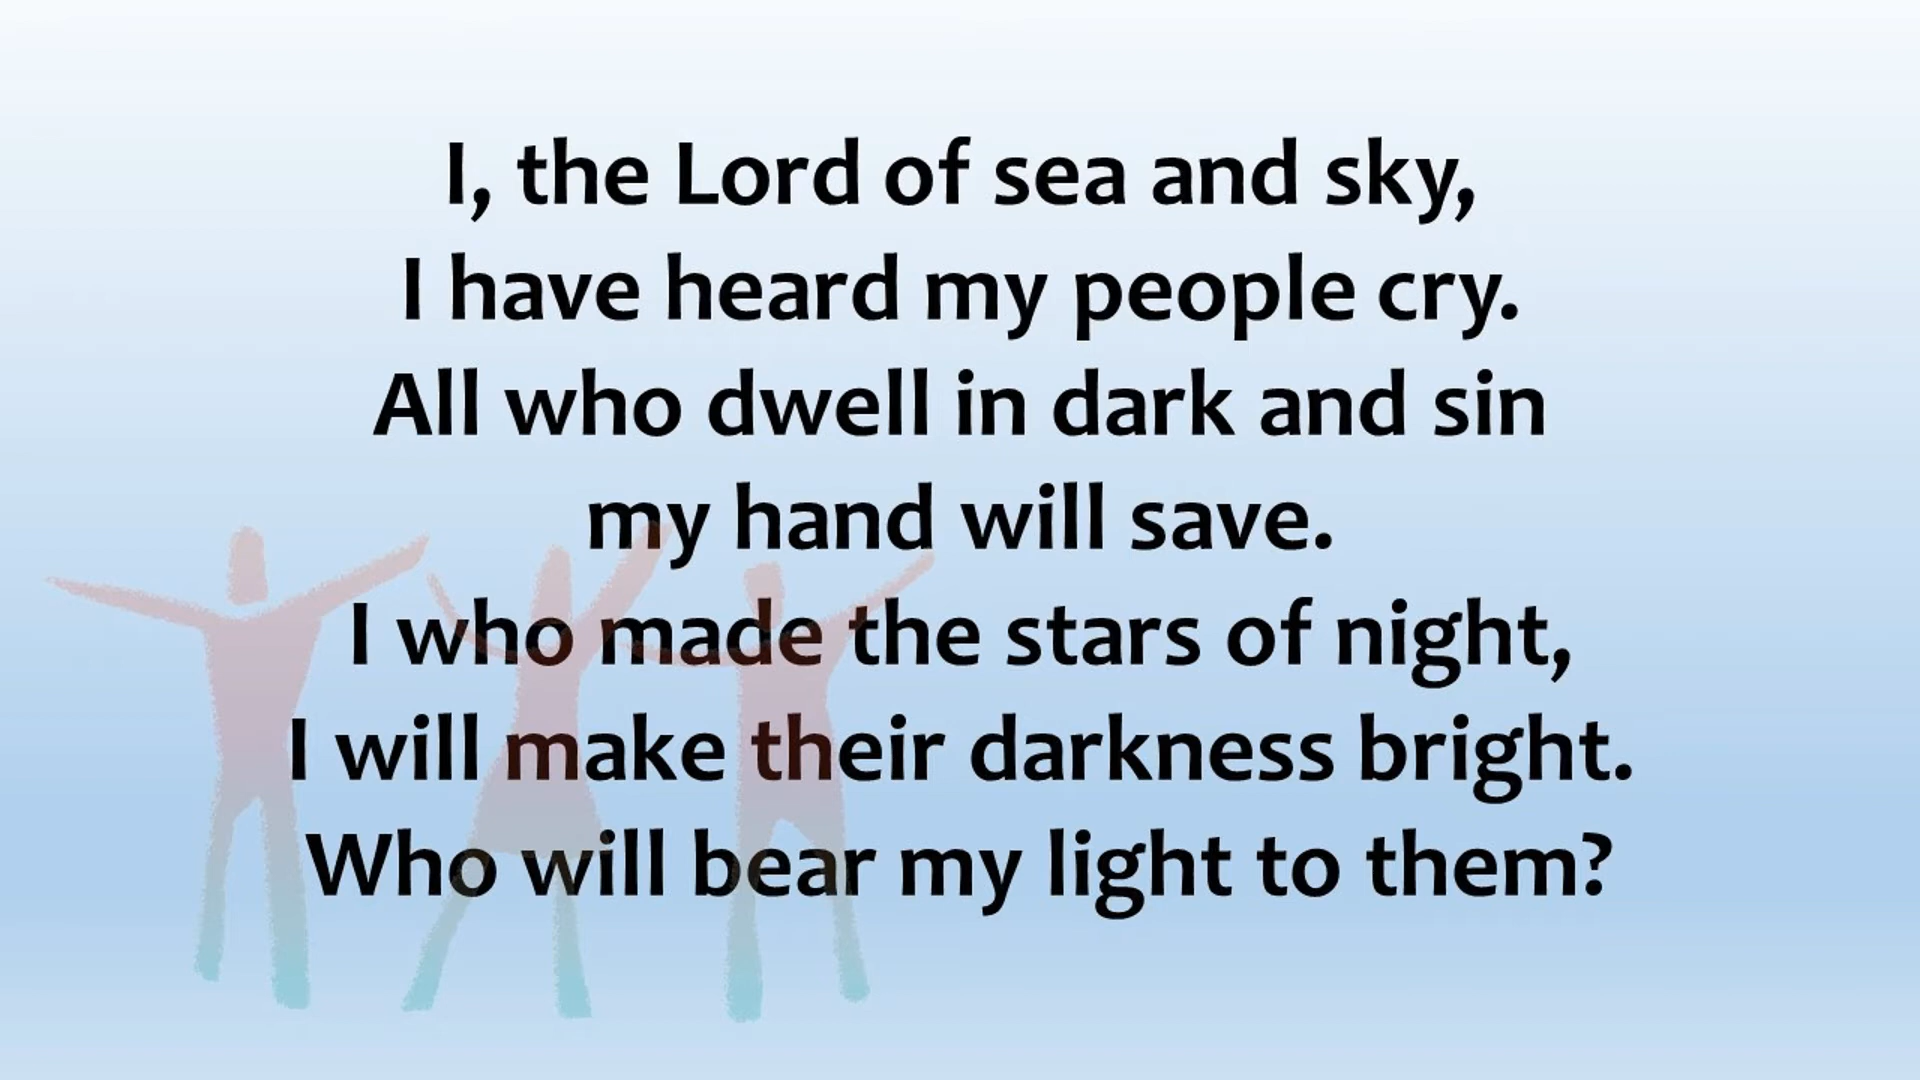 I, the Lord of sea and sky,
I have heard my people cry.
All who dwell in dark and sin
my hand will save.
I who made the stars of night,
I will make their darkness bright.
Who will bear my light to them?